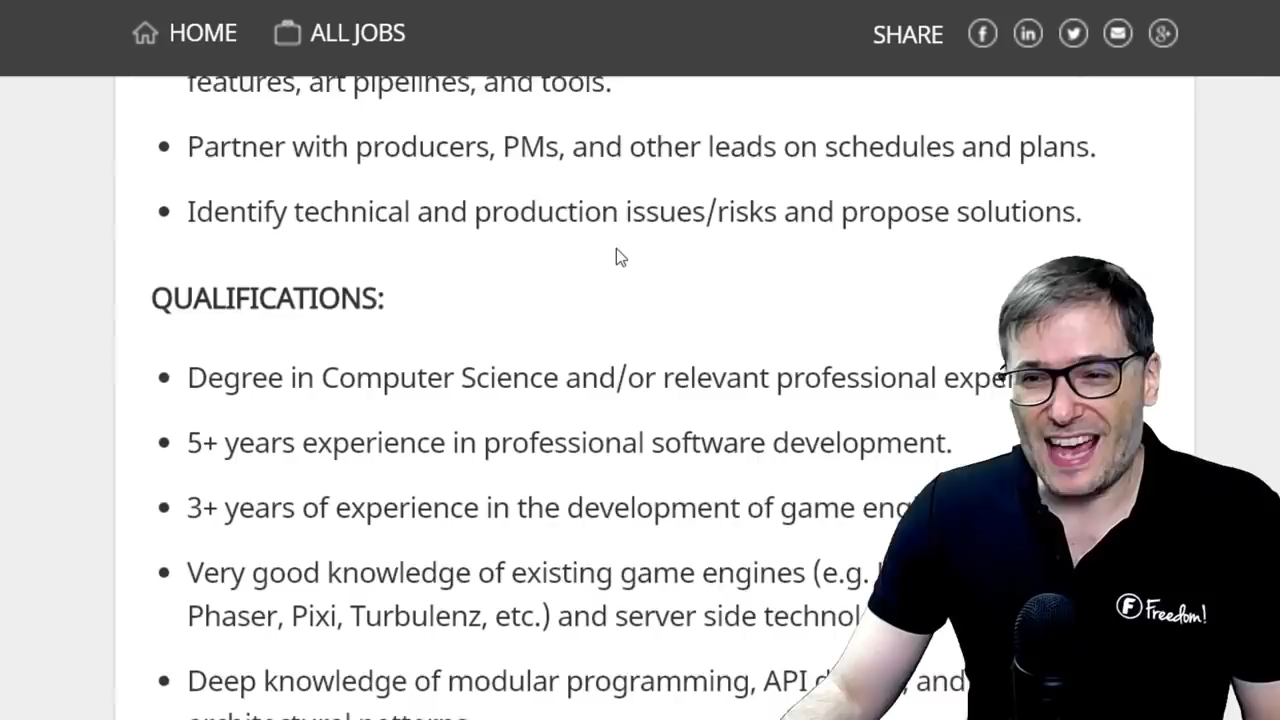 HOME ALL JOBS SHARE
features, art pipelines, and tools.
• Partner with producers, PMs, and other leads on schedules and plans.
• Identify technical and production issues/risks and propose solutions.
QUALIFICATIONS:
• Degree in Computer Science and/or relevant professional
• 5+ years experience in professional software development.
• 3+ years of experience in the development of game
• Very good knowledge of existing game engines (e.g.
Phaser, Pixi, Turbulenz, etc.) and server side
• Deep knowledge of modular programming, API and
architectural patterns.
Freedom!